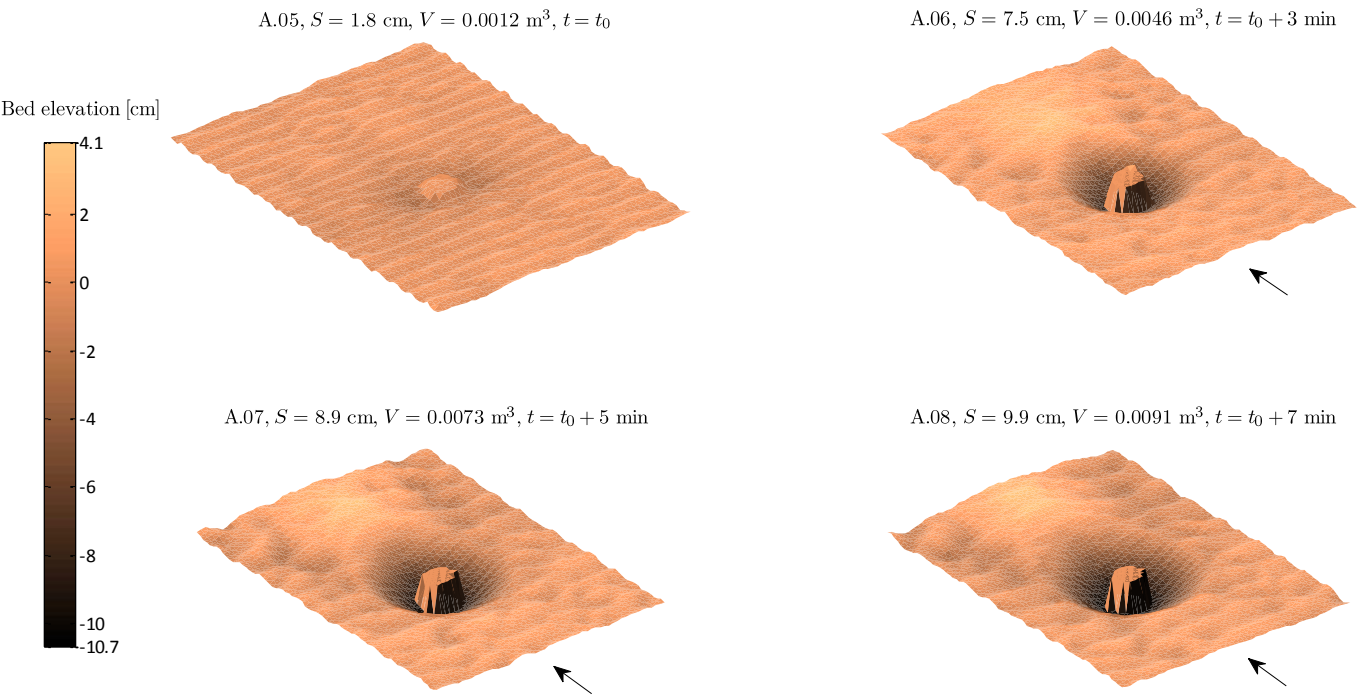 A.05, S = 1.8 cm, V = 0.0012 m³, t = t₀
A.06, S = 7.5 cm, V = 0.0046 m³, t = t₀ + 3 min
Bed elevation [cm]
4.1
2
0
-2
-4
-6
-8
-10
-10.7
A.07, S = 8.9 cm, V = 0.0073 m³, t = t₀ + 5 min
A.08, S = 9.9 cm, V = 0.0091 m³, t = t₀ + 7 min